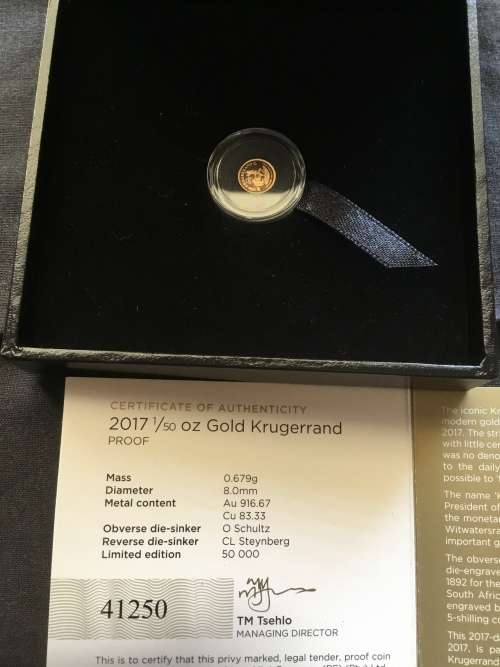 CERTIFICATE OF AUTHENTICITY
2017 1/50 oz Gold Krugerrand
PROOF
Mass 0.679g
Diameter 8.0mm
Metal content Au 916.67
Cu 83.33
Obverse die-sinker O Schultz
Reverse die-sinker CL Steynberg
Limited edition 50 000
41250
TM Tsehlo
MANAGING DIRECTOR
This is to certify that this privy marked, legal tender, proof coin
The iconic
modern gold
2017. The
with little
was no
to the daily
possible to
The name
President of
the monetar
Witwatersra
important
The obvers
die-engrave
1892 for the
South Afric
engraved b
5-shilling
This 2017-d
2017, is
Krugerrand